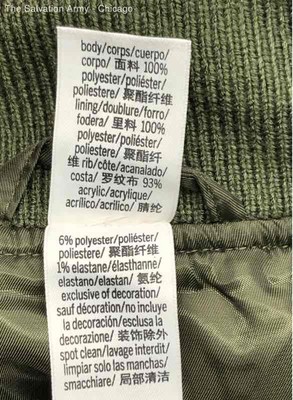 The Salvation Army - Chicago
body/corps/cuerpo/
corpo/ 面料 100%
polyester/poliéster/
poliestere/ 聚酯纤维
lining/doublure/forro/
fodera/ 里料 100%
polyester/poliéster/
poliestere/ 聚酯纤
维 rib/côte/acanalado/
costa/ 罗纹布 93%
acrylic/acrylique/
acrílico/acrilico/ 腈纶
6% polyester/poliéster/
poliestere/ 聚酯纤维
1% elastane/élasthanne/
elastano/elastan/ 氨纶
exclusive of decoration/
sauf décoration/no incluye
la decoración/esclusa la
decorazione/ 装饰除外
spot clean/lavage interdit/
limpiar solo las manchas/
smacchiare/ 局部清洁